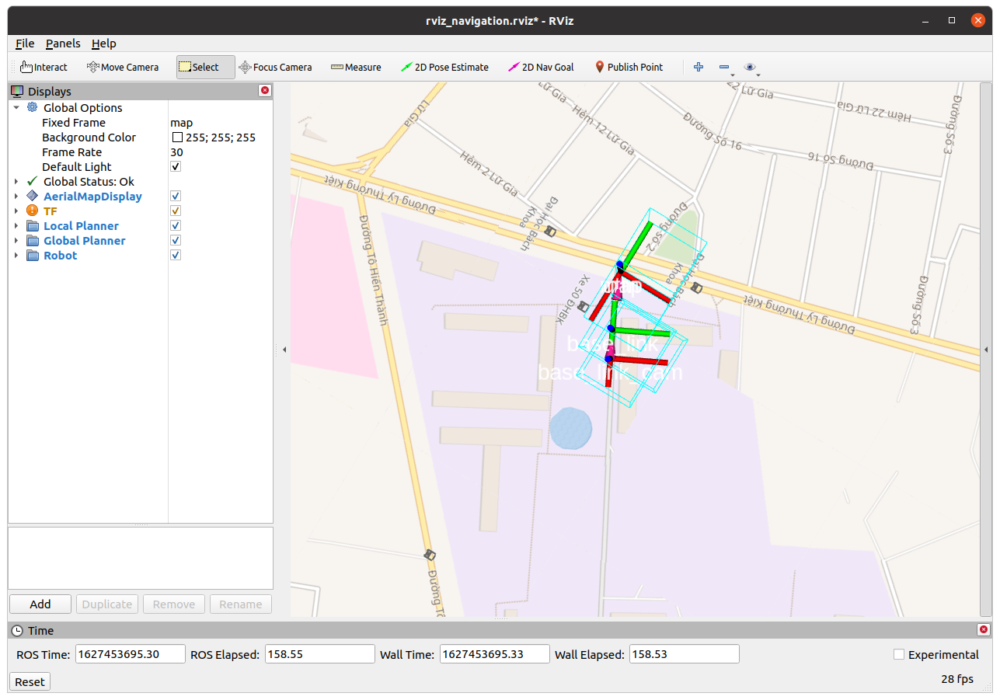 rviz_navigation.rviz* - RViz
File Panels Help
Interact Move Camera Select Focus Camera Measure 2D Pose Estimate 2D Nav Goal Publish Point
Displays
Global Options
Fixed Frame map
Background Color 255; 255; 255
Frame Rate 30
Default Light
Global Status: Ok
AerialMapDisplay
TF
Local Planner
Global Planner
Robot
Add Duplicate Remove Rename
Lữ Gia
Lữ Gia - Hẻm 12 Lữ Gia
22 Lữ Gia
Hẻm 22 Lữ Gia
Đường Số 3
Đường Số 16
Đường Số 16
Hẻm 2 Lữ Gia
Đường Lý Thường Kiệt
Đại Học Bách
Khoa
Đường số 2
Đường Tô Hiến Thành
Đại Học Bách
Khoa
Xe 50 ĐHBK
map
Đường Lý Thường Kiệt
Đường Số 3
base_link
base_link_cam
Đường Tô
Time
ROS Time: 1627453695.30 ROS Elapsed: 158.55 Wall Time: 1627453695.33 Wall Elapsed: 158.53 Experimental
Reset 28 fps